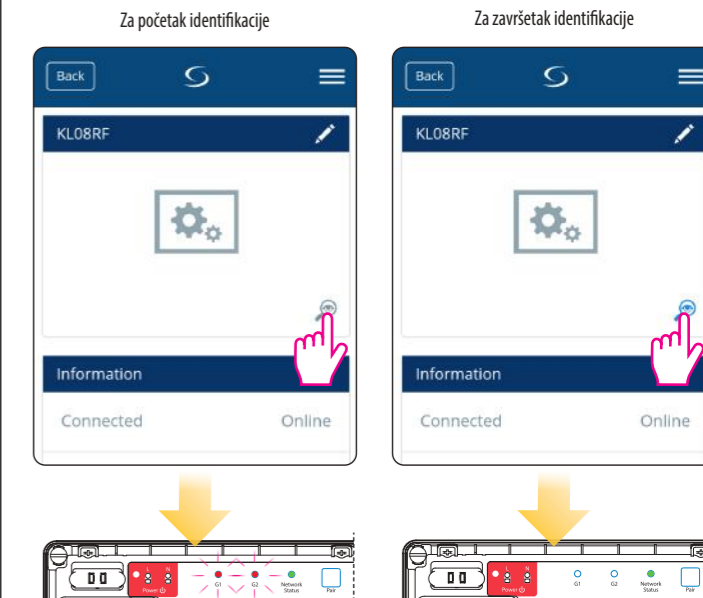 Za početak identifikacije
Back
KL08RF
Information
Connected Online
L N
Power
G1 G2 Network Status Pair
Za završetak identifikacije
Back
KL08RF
Information
Connected Online
L N
Power
G1 G2 Network Status Pair